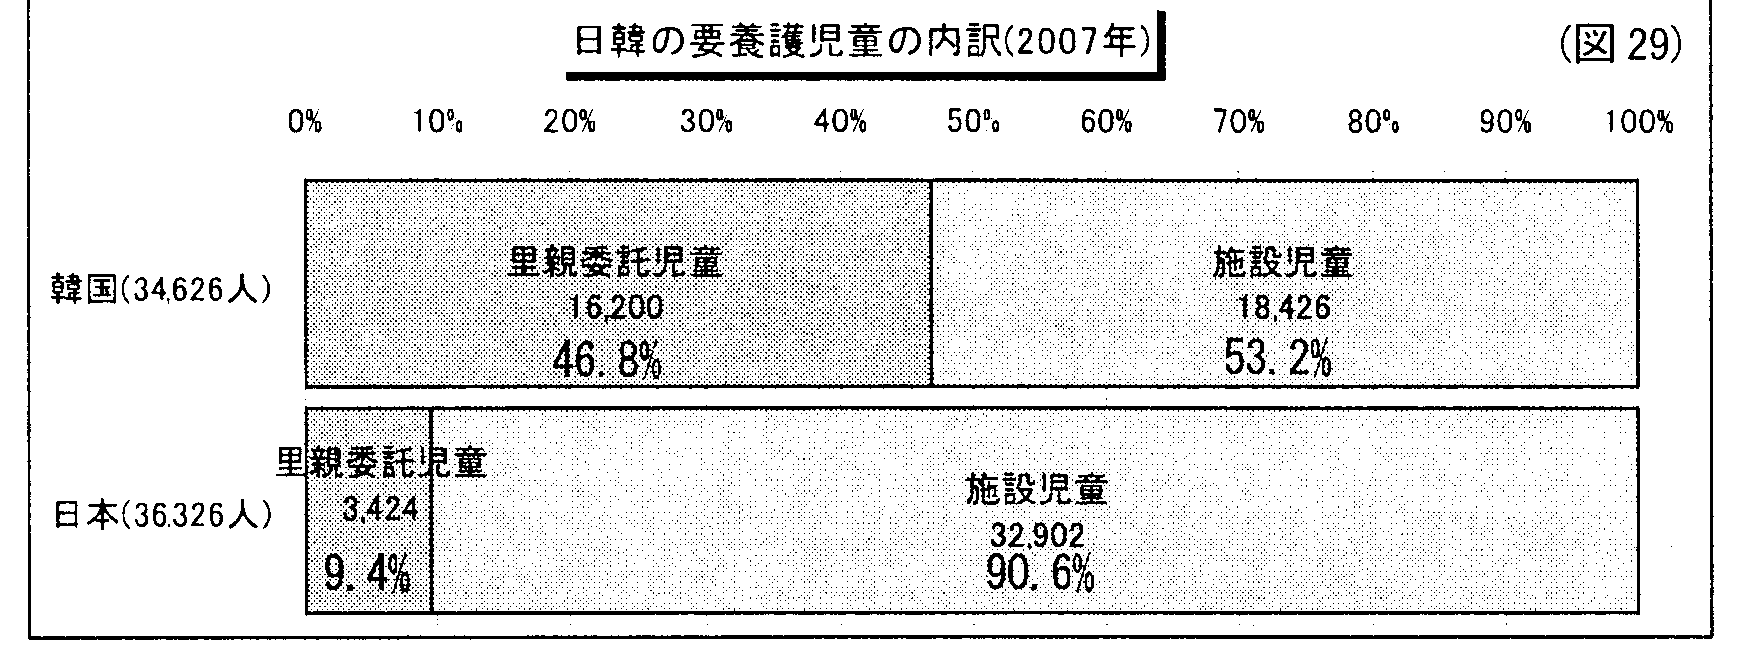 日韓の要養護児童の内訳(2007年)
(図 29)
0% 10% 20% 30% 40% 50% 60% 70% 80% 90% 100%
韓国(34,626人)
里親委託児童
16,200
46.8%
施設児童
18,426
53.2%
日本(36,326人)
里親委託児童
3,424
9.4%
施設児童
32,902
90.6%